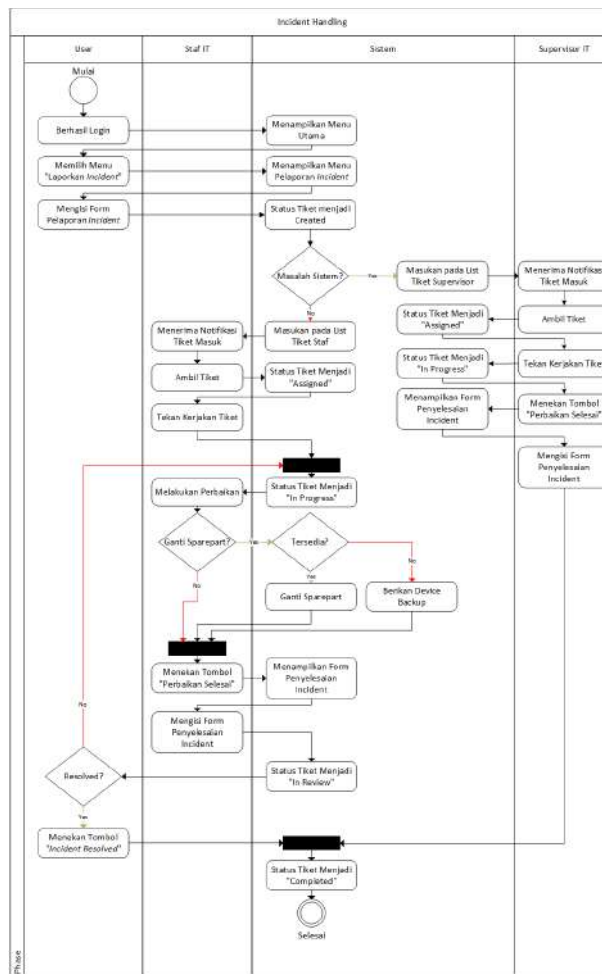 Incident Handling
User
Staf IT
Sistem
Supervisor IT
Mulai
Berhasil Login
Menampilkan Menu
Utama
Memilih Menu
"Laporkan Incident"
Menampilkan Menu
Pelaporan Incident
Mengisi Form
Pelaporan Incident
Status Tiket menjadi
Created
Masalah Sistem?
Yes
Masukan pada List
Tiket Supervisor
Menerima Notifikasi
Tiket Masuk
No
Menerima Notifikasi
Tiket Masuk
Masukan pada List
Tiket Staf
Status Tiket Menjadi
"Assigned"
Ambil Tiket
Ambil Tiket
Status Tiket Menjadi
"Assigned"
Status Tiket Menjadi
"In Progress"
Tekan Kerjakan Tiket
Tekan Kerjakan Tiket
Menampilkan Form
Penyelesaian
Incident
Menekan Tombol
"Perbaikan Selesai"
Mengisi Form
Penyelesaian
Incident
Melakukan Perbaikan
Status Tiket Menjadi
"In Progress"
Ganti Sparepart?
Yes
Tersedia?
No
No
Yes
Ganti Sparepart
Berikan Device
Backup
Menekan Tombol
"Perbaikan Selesai"
Menampilkan Form
Penyelesaian
Incident
No
Mengisi Form
Penyelesaian
Incident
Resolved?
Status Tiket Menjadi
"In Review"
Yes
Menekan Tombol
"Incident Resolved"
Status Tiket Menjadi
"Completed"
Selesai
Phase